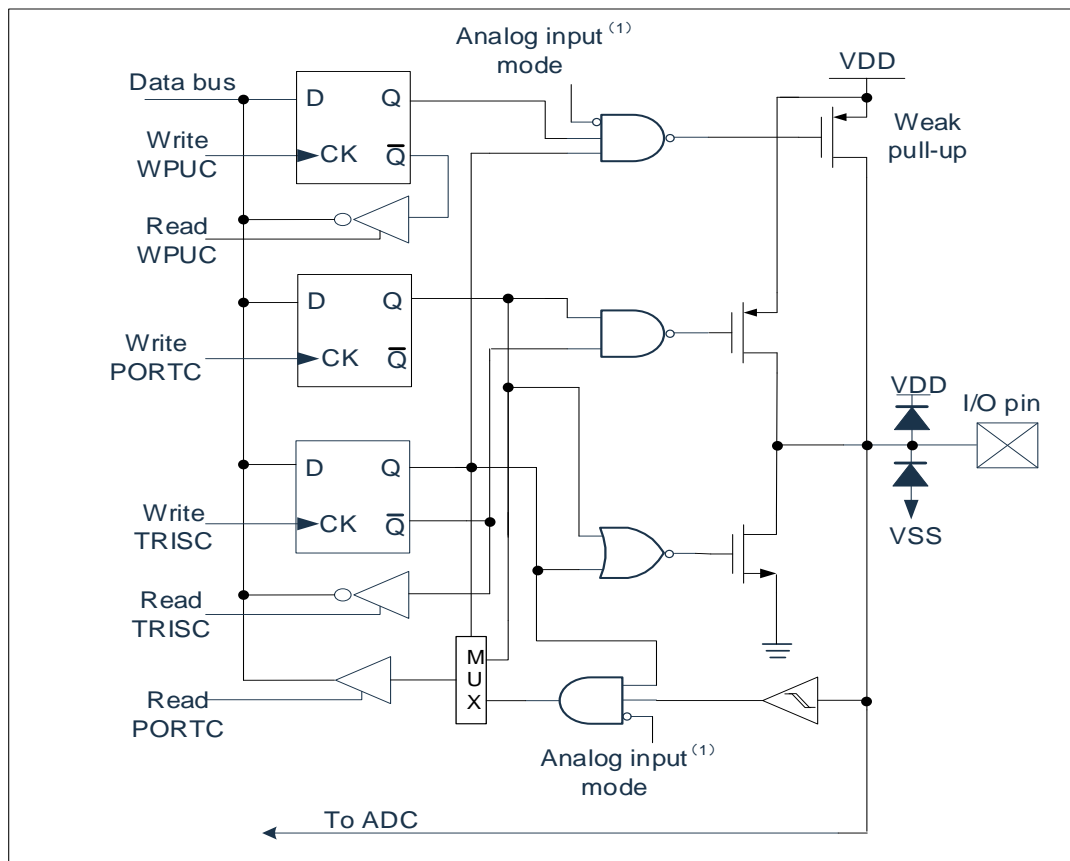 Analog input（1）
mode
VDD
Data bus
D Q
Weak
pull-up
Write
WPUC
CK Q
Read
WPUC
D Q
Write
PORTC
CK Q
VDD
I/O pin
D Q
Write
TRISC
CK Q
VSS
Read
TRISC
M
U
X
Read
PORTC
Analog input（1）
mode
To ADC